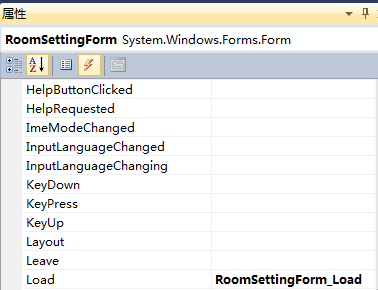 属性
RoomSettingForm System.Windows.Forms.Form
HelpButtonClicked
HelpRequested
ImeModeChanged
InputLanguageChanged
InputLanguageChanging
KeyDown
KeyPress
KeyUp
Layout
Leave
Load RoomSettingForm_Load